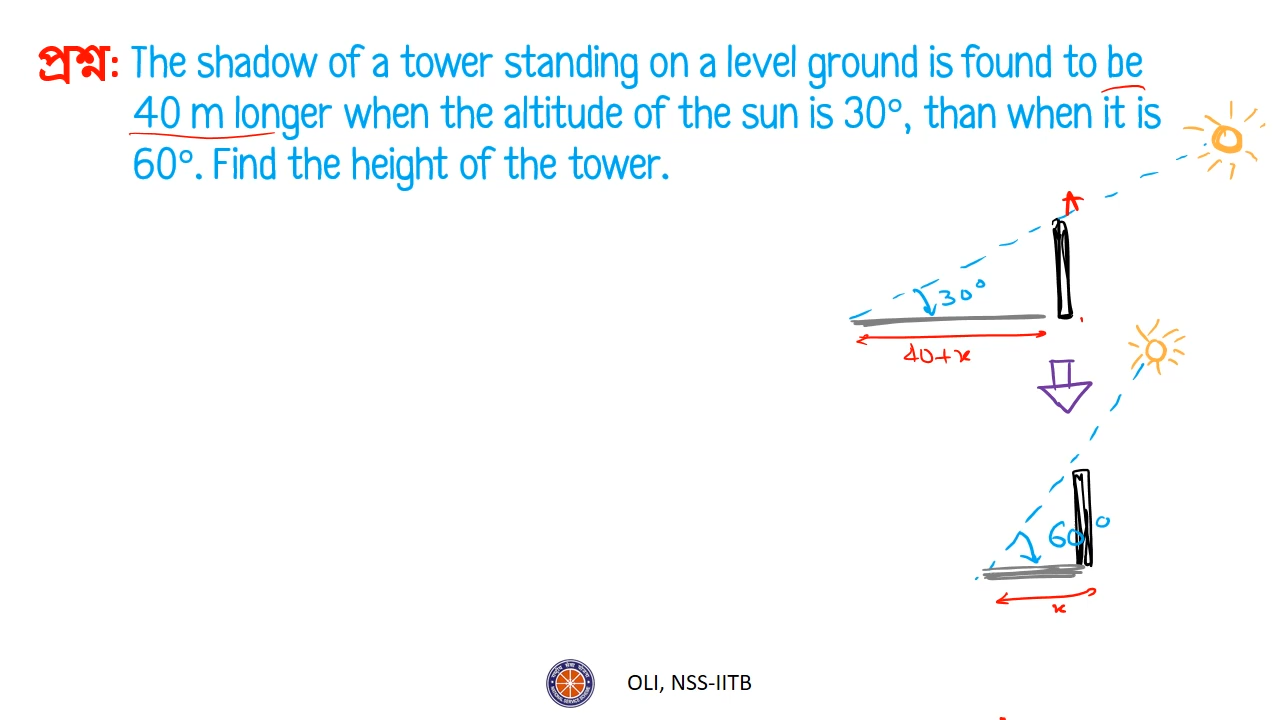 প্রশ্ন: The shadow of a tower standing on a level ground is found to be
40 m longer when the altitude of the sun is 30°, than when it is
60°. Find the height of the tower.
30°
40+x
60°
x
OLI, NSS-IITB